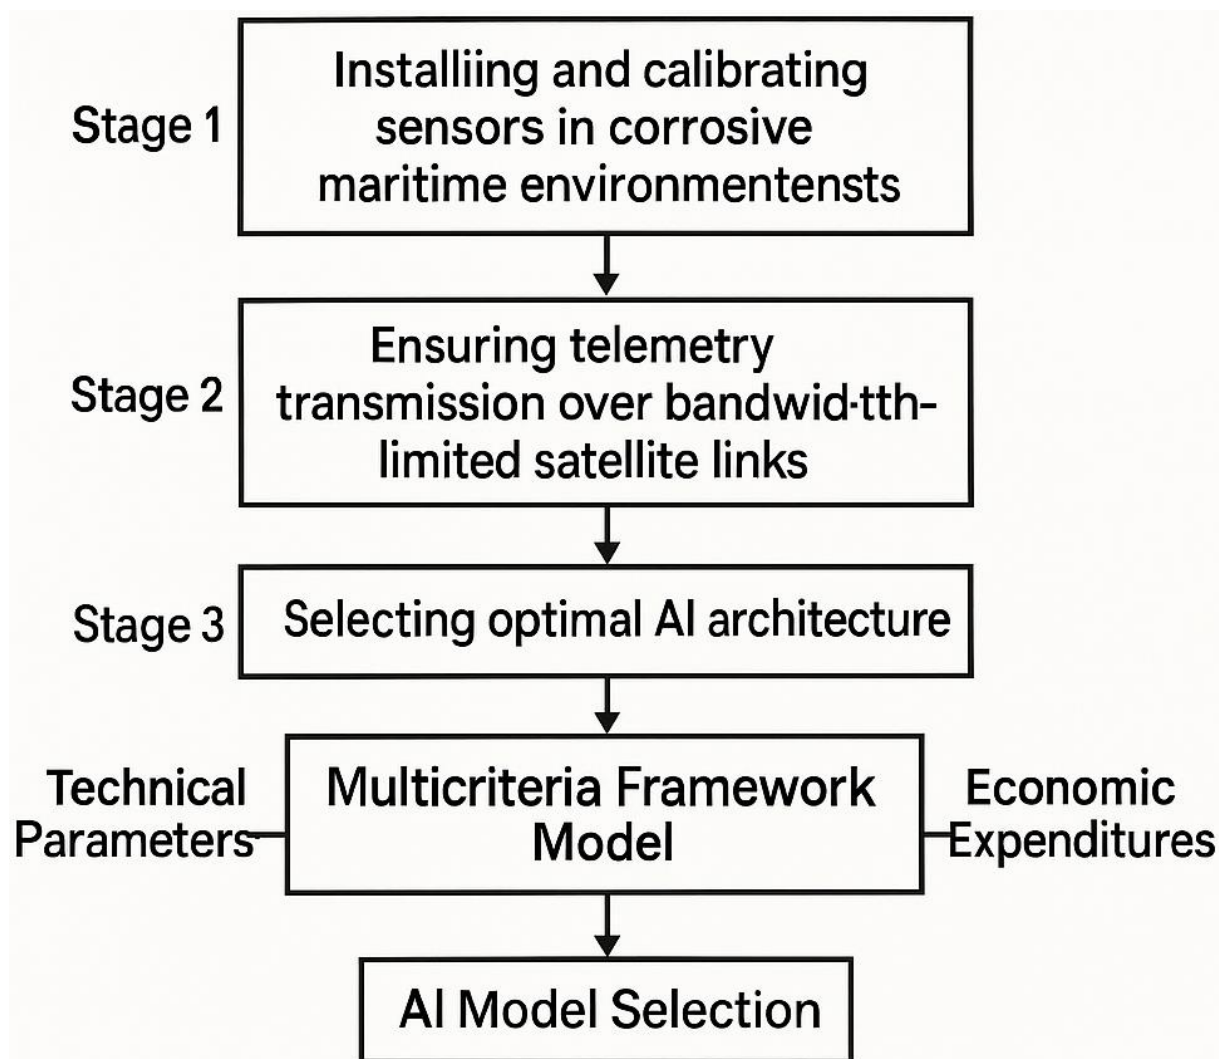 Stage 1
Installiing and calibrating
sensors in corrosive
maritime environmentensts
Stage 2
Ensuring telemetry
transmission over bandwid·tth-
limited satellite links
Stage 3
Selecting optimal AI architecture
Technical
Parameters
Multicriteria Framework
Model
Economic
Expenditures
AI Model Selection